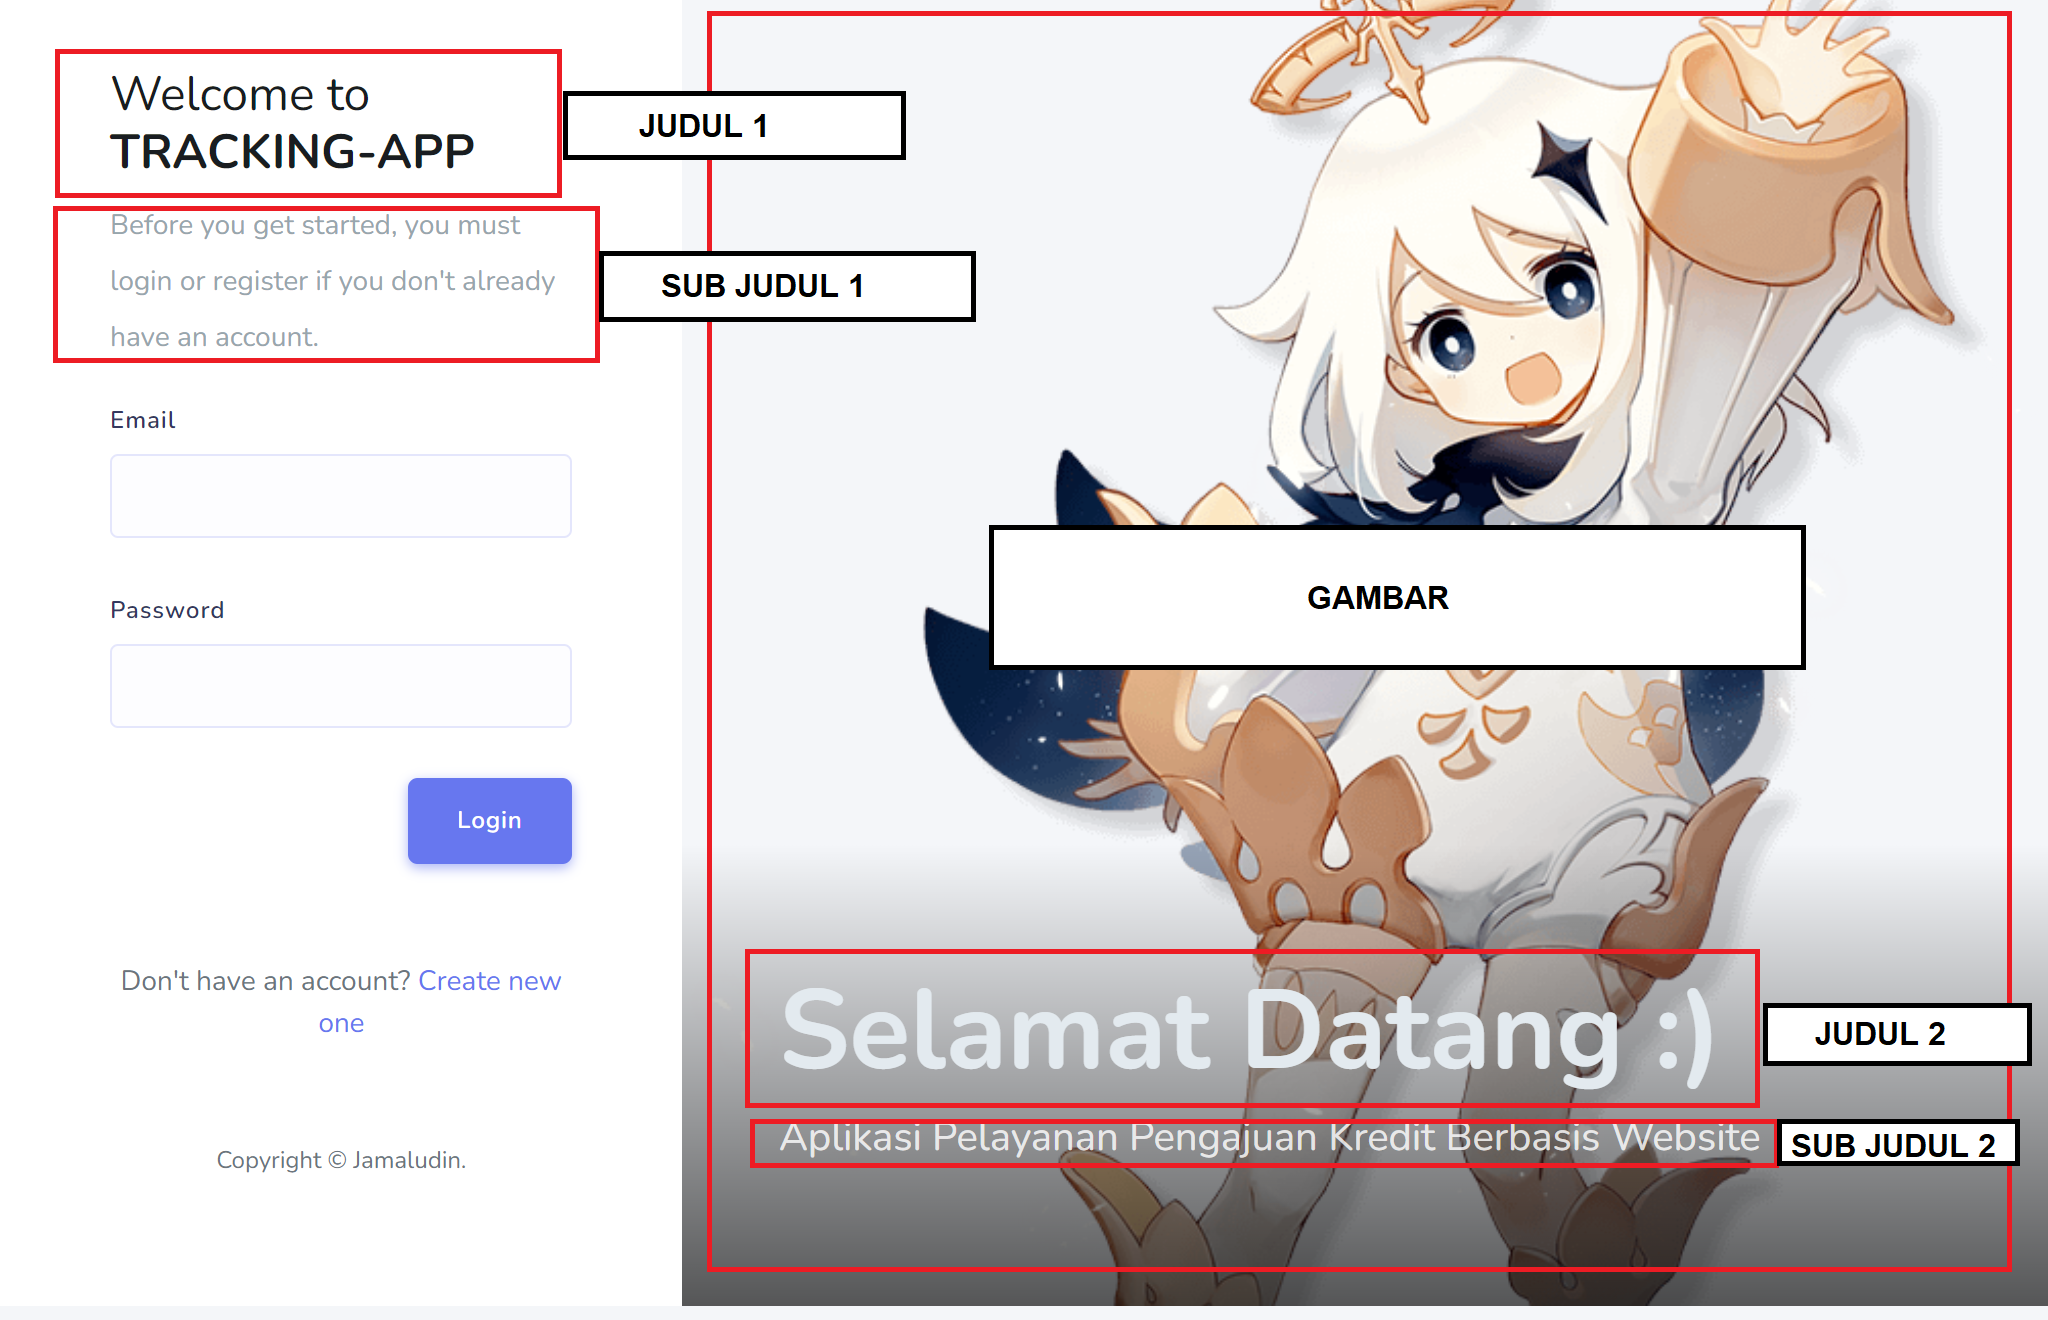 Welcome to
TRACKING-APP
JUDUL 1
Before you get started, you must
login or register if you don't already
have an account.
SUB JUDUL 1
Email
Password
Login
Don't have an account? Create new
one
Copyright © Jamaludin.
GAMBAR
Selamat Datang :)
JUDUL 2
Aplikasi Pelayanan Pengajuan Kredit Berbasis Website
SUB JUDUL 2